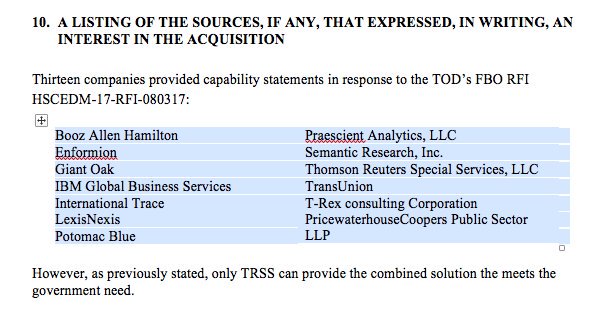 10. A LISTING OF THE SOURCES, IF ANY, THAT EXPRESSED, IN WRITING, AN
INTEREST IN THE ACQUISITION
Thirteen companies provided capability statements in response to the TOD's FBO RFI
HSCEDM-17-RFI-080317:
Booz Allen Hamilton
Enformion
Giant Oak
IBM Global Business Services
International Trace
LexisNexis
Potomac Blue
Praescient Analytics, LLC
Semantic Research, Inc.
Thomson Reuters Special Services, LLC
TransUnion
T-Rex consulting Corporation
PricewaterhouseCoopers Public Sector
LLP
However, as previously stated, only TRSS can provide the combined solution the meets the
government need.